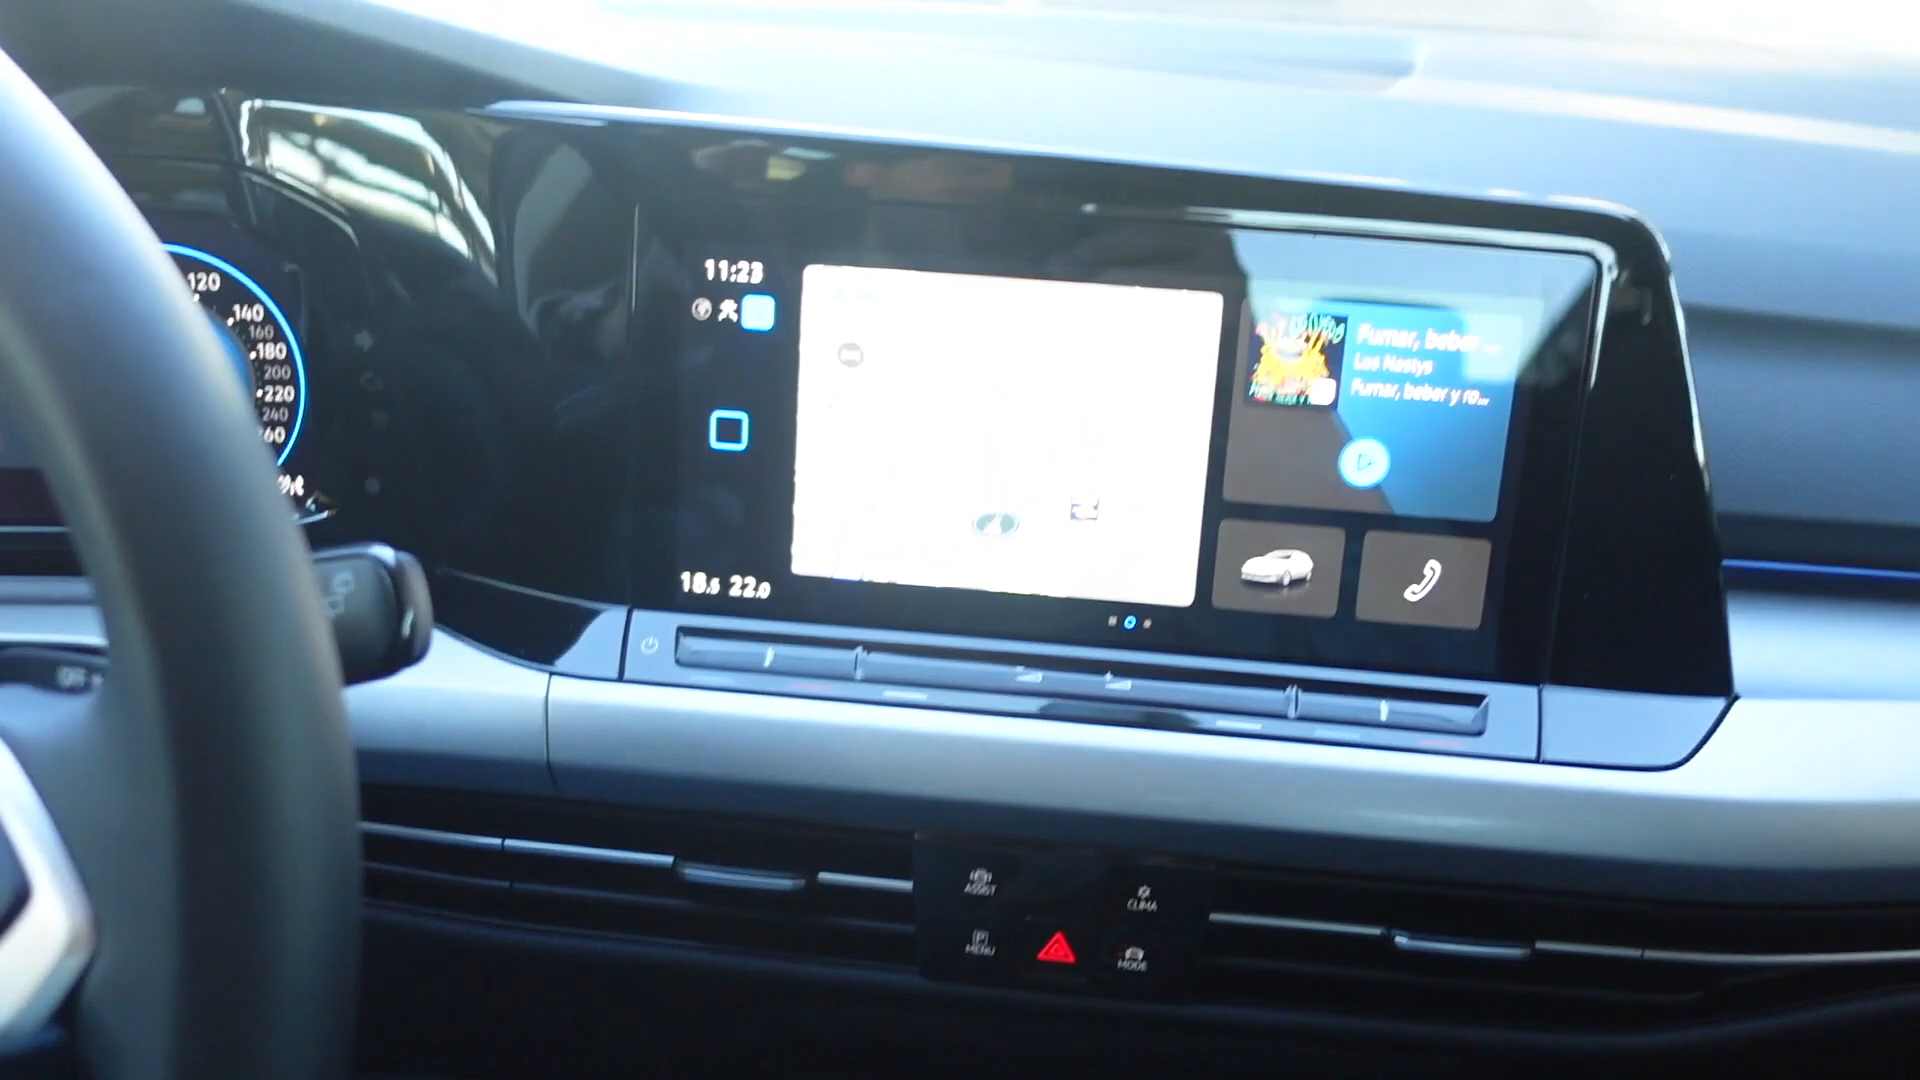 120
140
160
180
200
220
240
11:23
18.5 22.0
Fumar, beber ...
Los Nastys
Fumar, beber y ro...
ASSIST
CLIMA
P
MENU
MODE